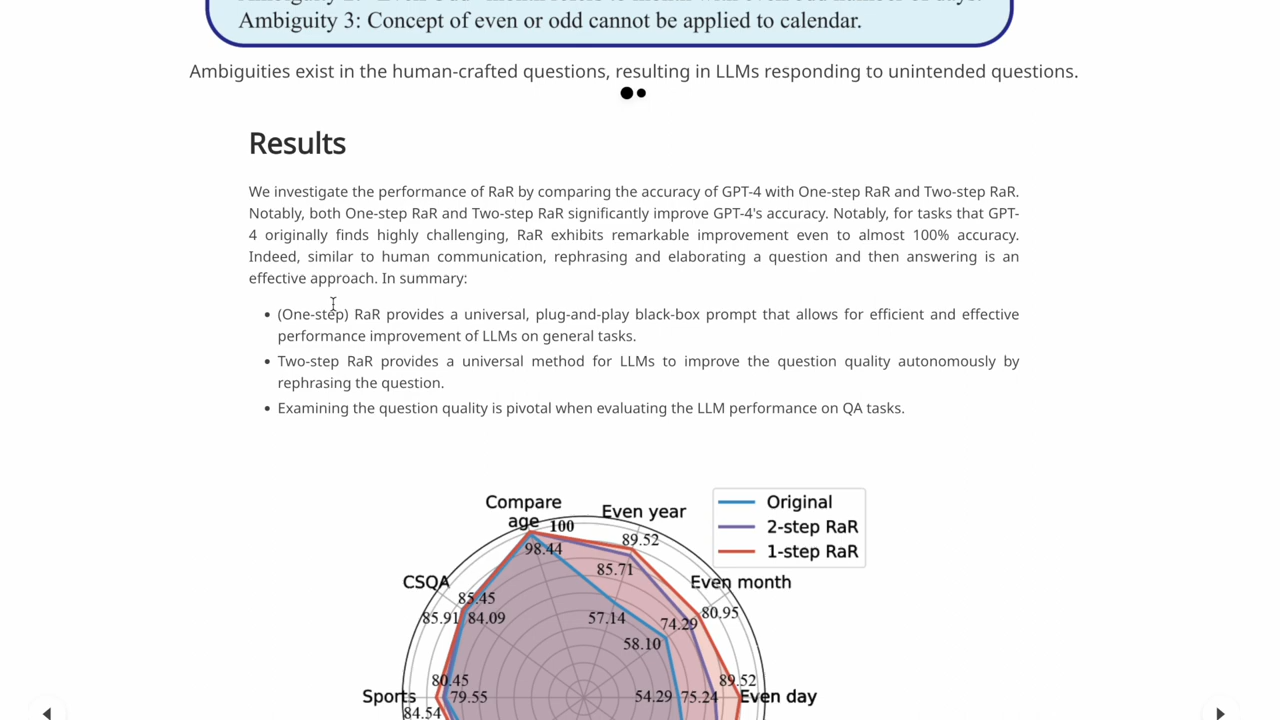 Ambiguity 3: Concept of even or odd cannot be applied to calendar.
Ambiguities exist in the human-crafted questions, resulting in LLMs responding to unintended questions.
Results
We investigate the performance of RaR by comparing the accuracy of GPT-4 with One-step RaR and Two-step RaR.
Notably, both One-step RaR and Two-step RaR significantly improve GPT-4's accuracy. Notably, for tasks that GPT-
4 originally finds highly challenging, RaR exhibits remarkable improvement even to almost 100% accuracy.
Indeed, similar to human communication, rephrasing and elaborating a question and then answering is an
effective approach. In summary:
• (One-step) RaR provides a universal, plug-and-play black-box prompt that allows for efficient and effective
performance improvement of LLMs on general tasks.
• Two-step RaR provides a universal method for LLMs to improve the question quality autonomously by
rephrasing the question.
• Examining the question quality is pivotal when evaluating the LLM performance on QA tasks.
Compare
age
100
98.44
Even year
89.52
85.71
57.14
Original
2-step RaR
1-step RaR
CSQA
85.45
85.91
84.09
Even month
80.95
74.29
58.10
Sports
80.45
79.55
84.54
54.29
75.24
89.52
Even day